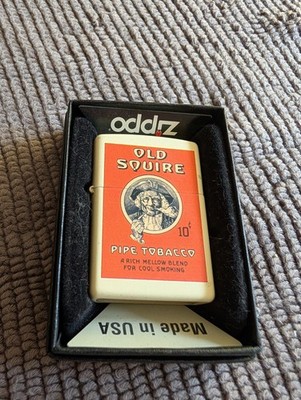 Zippo
OLD
SQUIRE
10¢
PIPE TOBACCO
A RICH MELLOW BLEND
FOR COOL SMOKING
Made in USA